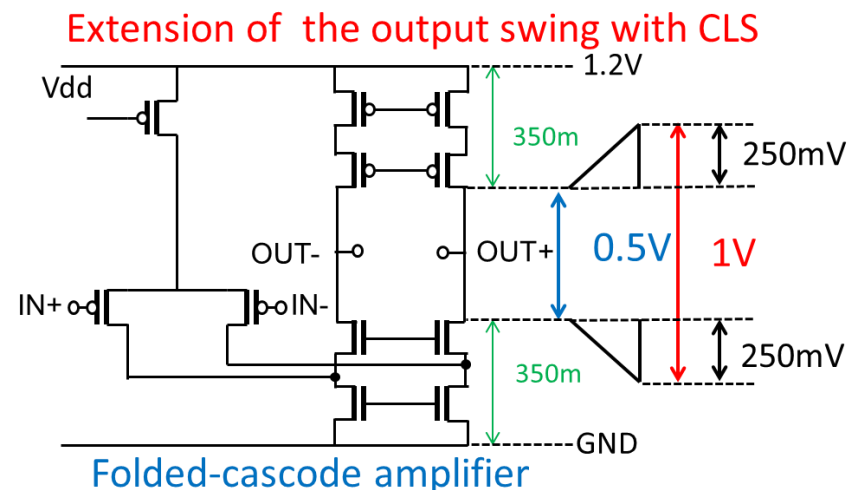 Extension of the output swing with CLS
1.2V
Vdd
350m
250mV
OUT-
OUT+
0.5V
1V
IN+
IN-
350m
250mV
GND
Folded-cascode amplifier